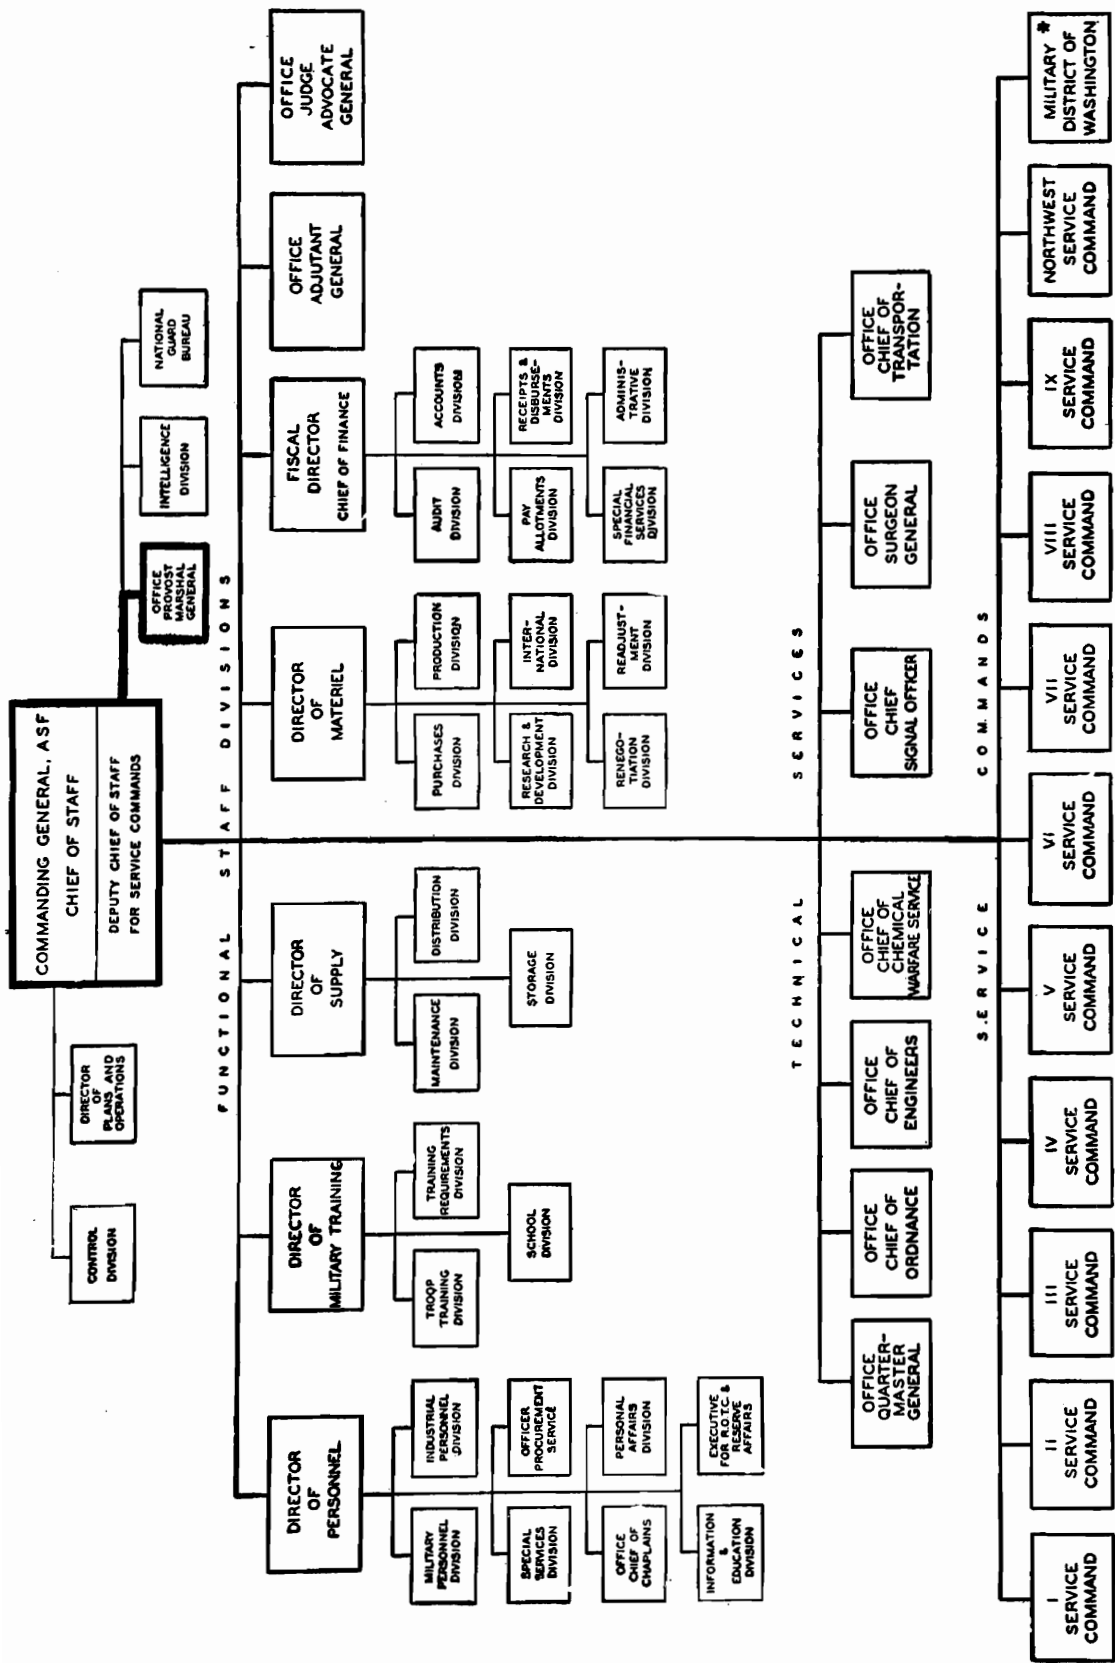 COMMANDING GENERAL, ASF
CHIEF OF STAFF
DEPUTY CHIEF OF STAFF
FOR SERVICE COMMANDS
CONTROL
DIVISION
DIRECTOR
OF
PLANS AND
OPERATIONS
OFFICE
PROVOST
MARSHAL
GENERAL
INTELLIGENCE
DIVISION
NATIONAL
GUARD
BUREAU
FUNCTIONAL STAFF DIVISIONS
DIRECTOR
OF
PERSONNEL
MILITARY
PERSONNEL
DIVISION
INDUSTRIAL
PERSONNEL
DIVISION
SPECIAL
SERVICES
DIVISION
OFFICER
PROCUREMENT
SERVICE
OFFICE
CHIEF OF
CHAPLAINS
PERSONAL
AFFAIRS
DIVISION
INFORMATION
&
EDUCATION
DIVISION
EXECUTIVE
FOR R.O.T.C. &
RESERVE
AFFAIRS
DIRECTOR
OF
MILITARY TRAINING
TROOP
TRAINING
DIVISION
TRAINING
REQUIREMENTS
DIVISION
SCHOOL
DIVISION
DIRECTOR
OF
SUPPLY
MAINTENANCE
DIVISION
DISTRIBUTION
DIVISION
STORAGE
DIVISION
DIRECTOR
OF
MATERIEL
PURCHASES
DIVISION
PRODUCTION
DIVISION
RESEARCH &
DEVELOPMENT
DIVISION
INTER-
NATIONAL
DIVISION
RENEGO-
TIATION
DIVISION
READJUST-
MENT
DIVISION
FISCAL
DIRECTOR
CHIEF OF FINANCE
AUDIT
DIVISION
ACCOUNTS
DIVISION
PAY
ALLOTMENTS
DIVISION
RECEIPTS &
DISBURSE-
MENTS
DIVISION
SPECIAL
FINANCIAL
SERVICES
DIVISION
ADMINIS-
TRATIVE
DIVISION
OFFICE
ADJUTANT
GENERAL
OFFICE
JUDGE
ADVOCATE
GENERAL
TECHNICAL SERVICES
OFFICE
QUARTER-
MASTER
GENERAL
OFFICE
CHIEF OF
ORDNANCE
OFFICE
CHIEF OF
ENGINEERS
OFFICE
CHIEF OF
CHEMICAL
WARFARE SERVICE
OFFICE
CHIEF
SIGNAL OFFICER
OFFICE
SURGEON
GENERAL
OFFICE
CHIEF OF
TRANSPOR-
TATION
SERVICE COMMANDS
I
SERVICE
COMMAND
II
SERVICE
COMMAND
III
SERVICE
COMMAND
IV
SERVICE
COMMAND
V
SERVICE
COMMAND
VI
SERVICE
COMMAND
VII
SERVICE
COMMAND
VIII
SERVICE
COMMAND
IX
SERVICE
COMMAND
NORTHWEST
SERVICE
COMMAND
MILITARY *
DISTRICT OF
WASHINGTON